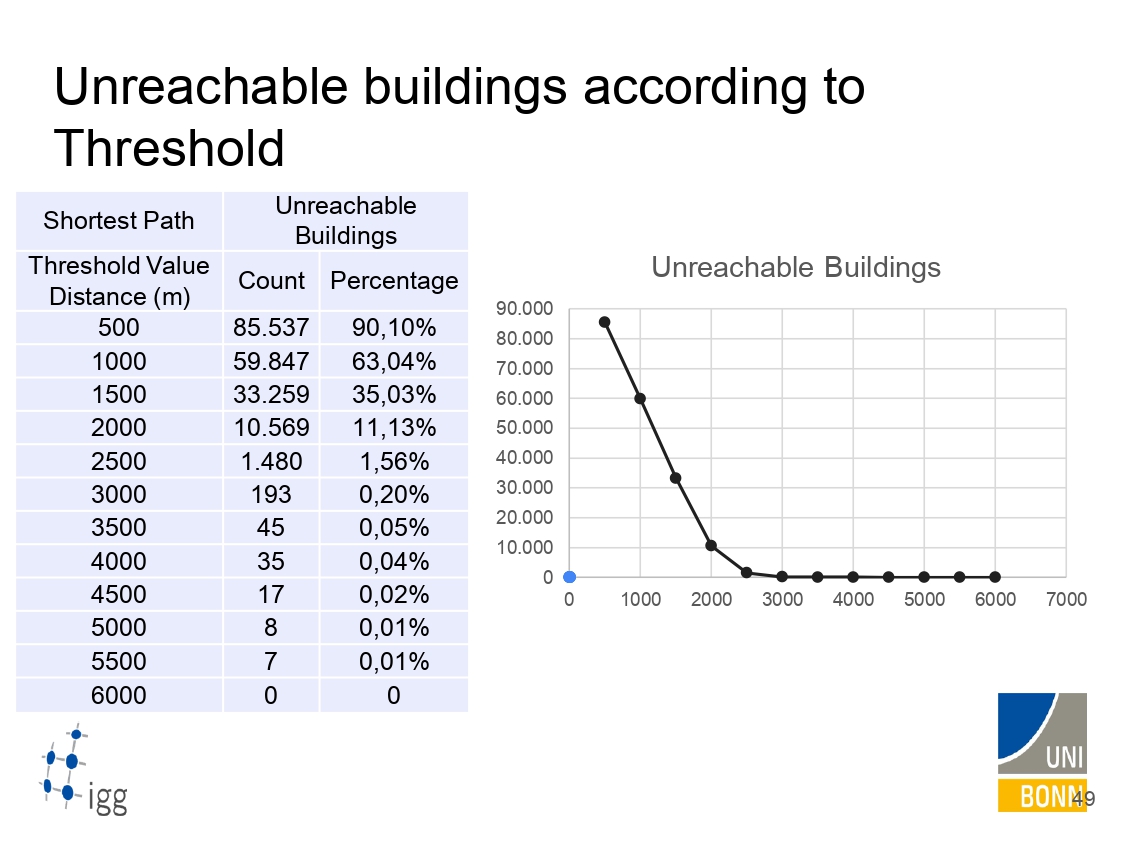 Unreachable buildings according to
Threshold
Shortest Path
Unreachable
Buildings
Threshold Value
Distance (m)
Count
Percentage
500 85.537 90,10%
1000 59.847 63,04%
1500 33.259 35,03%
2000 10.569 11,13%
2500 1.480 1,56%
3000 193 0,20%
3500 45 0,05%
4000 35 0,04%
4500 17 0,02%
5000 8 0,01%
5500 7 0,01%
6000 0 0
Unreachable Buildings
90.000
80.000
70.000
60.000
50.000
40.000
30.000
20.000
10.000
0
0 1000 2000 3000 4000 5000 6000 7000
igg
UNI
BONN
49